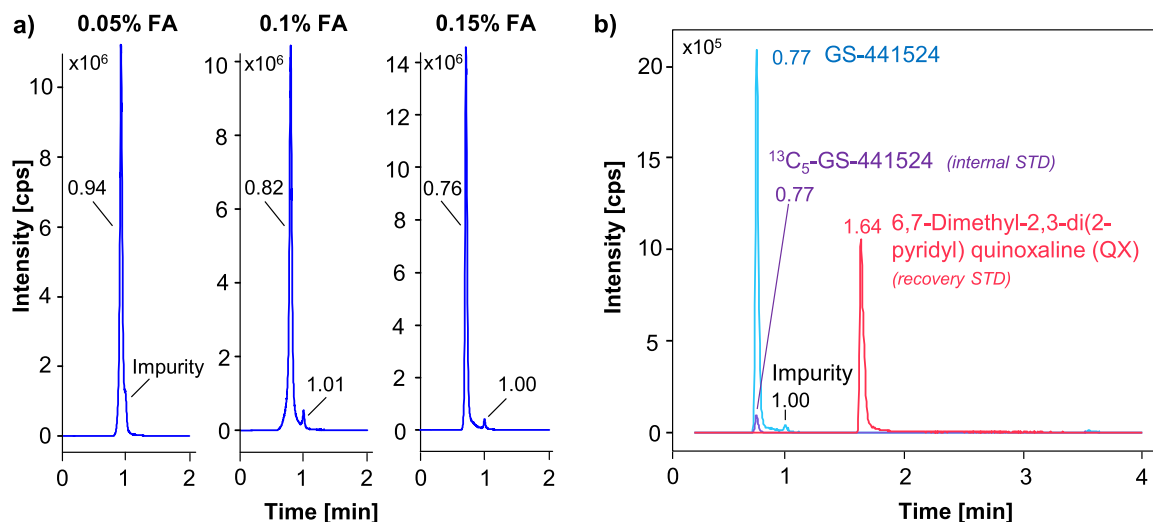 a)
0.05% FA
0.1% FA
0.15% FA
Intensity [cps]
x10⁶
10
8
6
4
2
0
0.94
Impurity
0
1
2
x10⁶
10
8
6
4
2
0
0.82
1.01
0
1
2
x10⁶
14
12
10
8
6
4
2
0
0.76
1.00
0
1
2
Time [min]
b)
Intensity [cps]
x10⁵
20
15
10
5
0
0.77 GS-441524
¹³C₅-GS-441524 (internal STD)
0.77
1.64
6,7-Dimethyl-2,3-di(2-
pyridyl) quinoxaline (QX)
(recovery STD)
Impurity
1.00
0
1
2
3
4
Time [min]